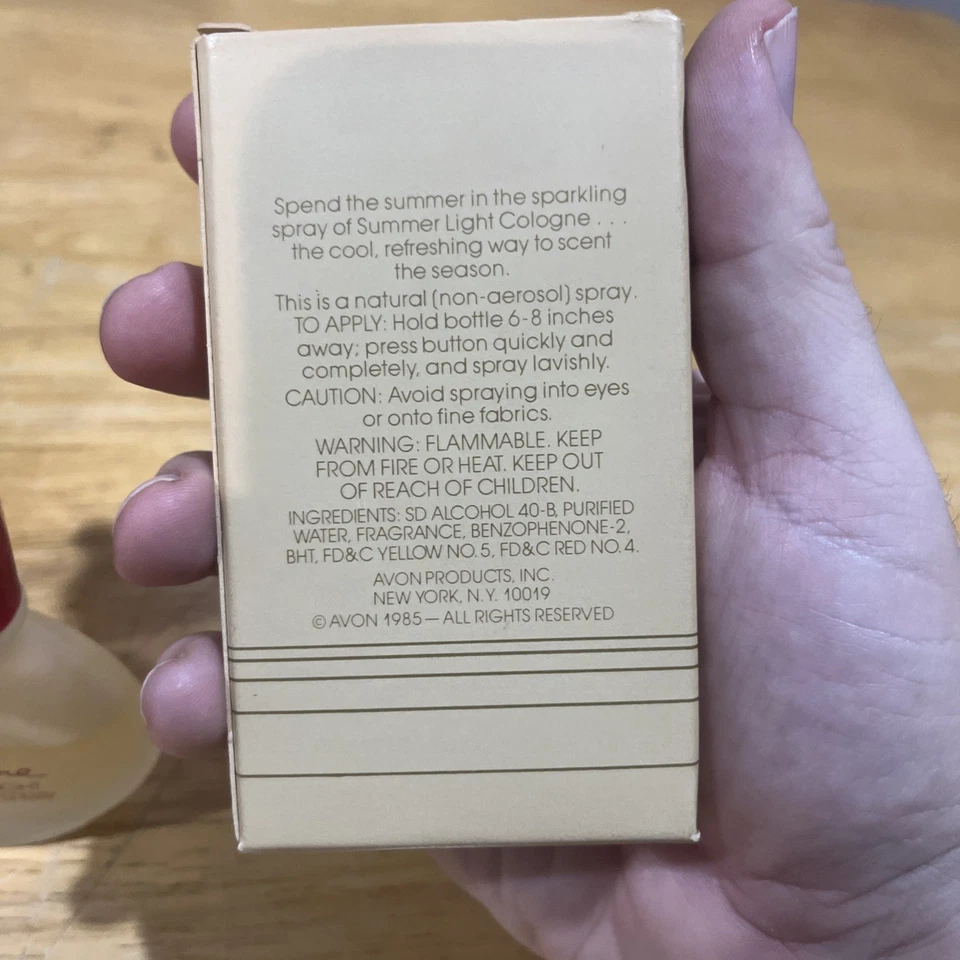 Spend the summer in the sparkling
spray of Summer Light Cologne . . .
the cool, refreshing way to scent
the season.
This is a natural (non-aerosol) spray.
TO APPLY: Hold bottle 6-8 inches
away; press button quickly and
completely, and spray lavishly.
CAUTION: Avoid spraying into eyes
or onto fine fabrics.
WARNING: FLAMMABLE. KEEP
FROM FIRE OR HEAT. KEEP OUT
OF REACH OF CHILDREN.
INGREDIENTS: SD ALCOHOL 40-B, PURIFIED
WATER, FRAGRANCE, BENZOPHENONE-2,
BHT, FD&C YELLOW NO. 5, FD&C RED NO. 4.
AVON PRODUCTS, INC.
NEW YORK, N.Y. 10019
© AVON 1985 — ALL RIGHTS RESERVED